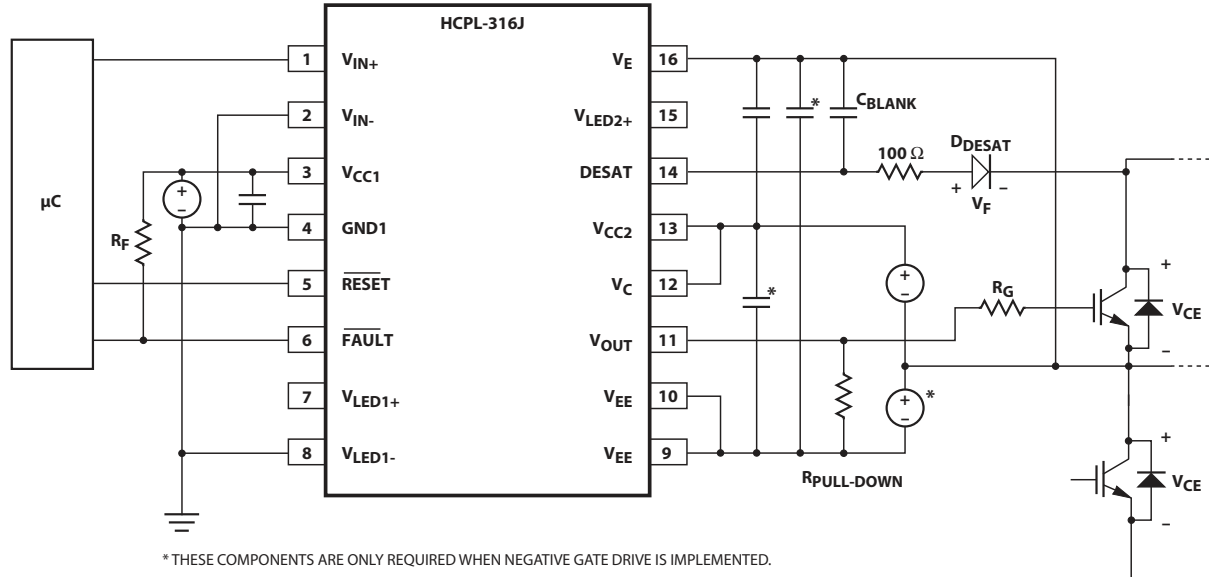 HCPL-316J
µC
1 VIN+
2 VIN-
3 VCC1
4 GND1
5 RESET
6 FAULT
7 VLED1+
8 VLED1-
VE 16
VLED2+ 15
DESAT 14
VCC2 13
VC 12
VOUT 11
VEE 10
VEE 9
RF
+
-
*
CBLANK
100 Ω
DDESAT
+ VF -
+
-
*
RG
+
- *
RPULL-DOWN
+
VCE
-
+
VCE
-
* THESE COMPONENTS ARE ONLY REQUIRED WHEN NEGATIVE GATE DRIVE IS IMPLEMENTED.